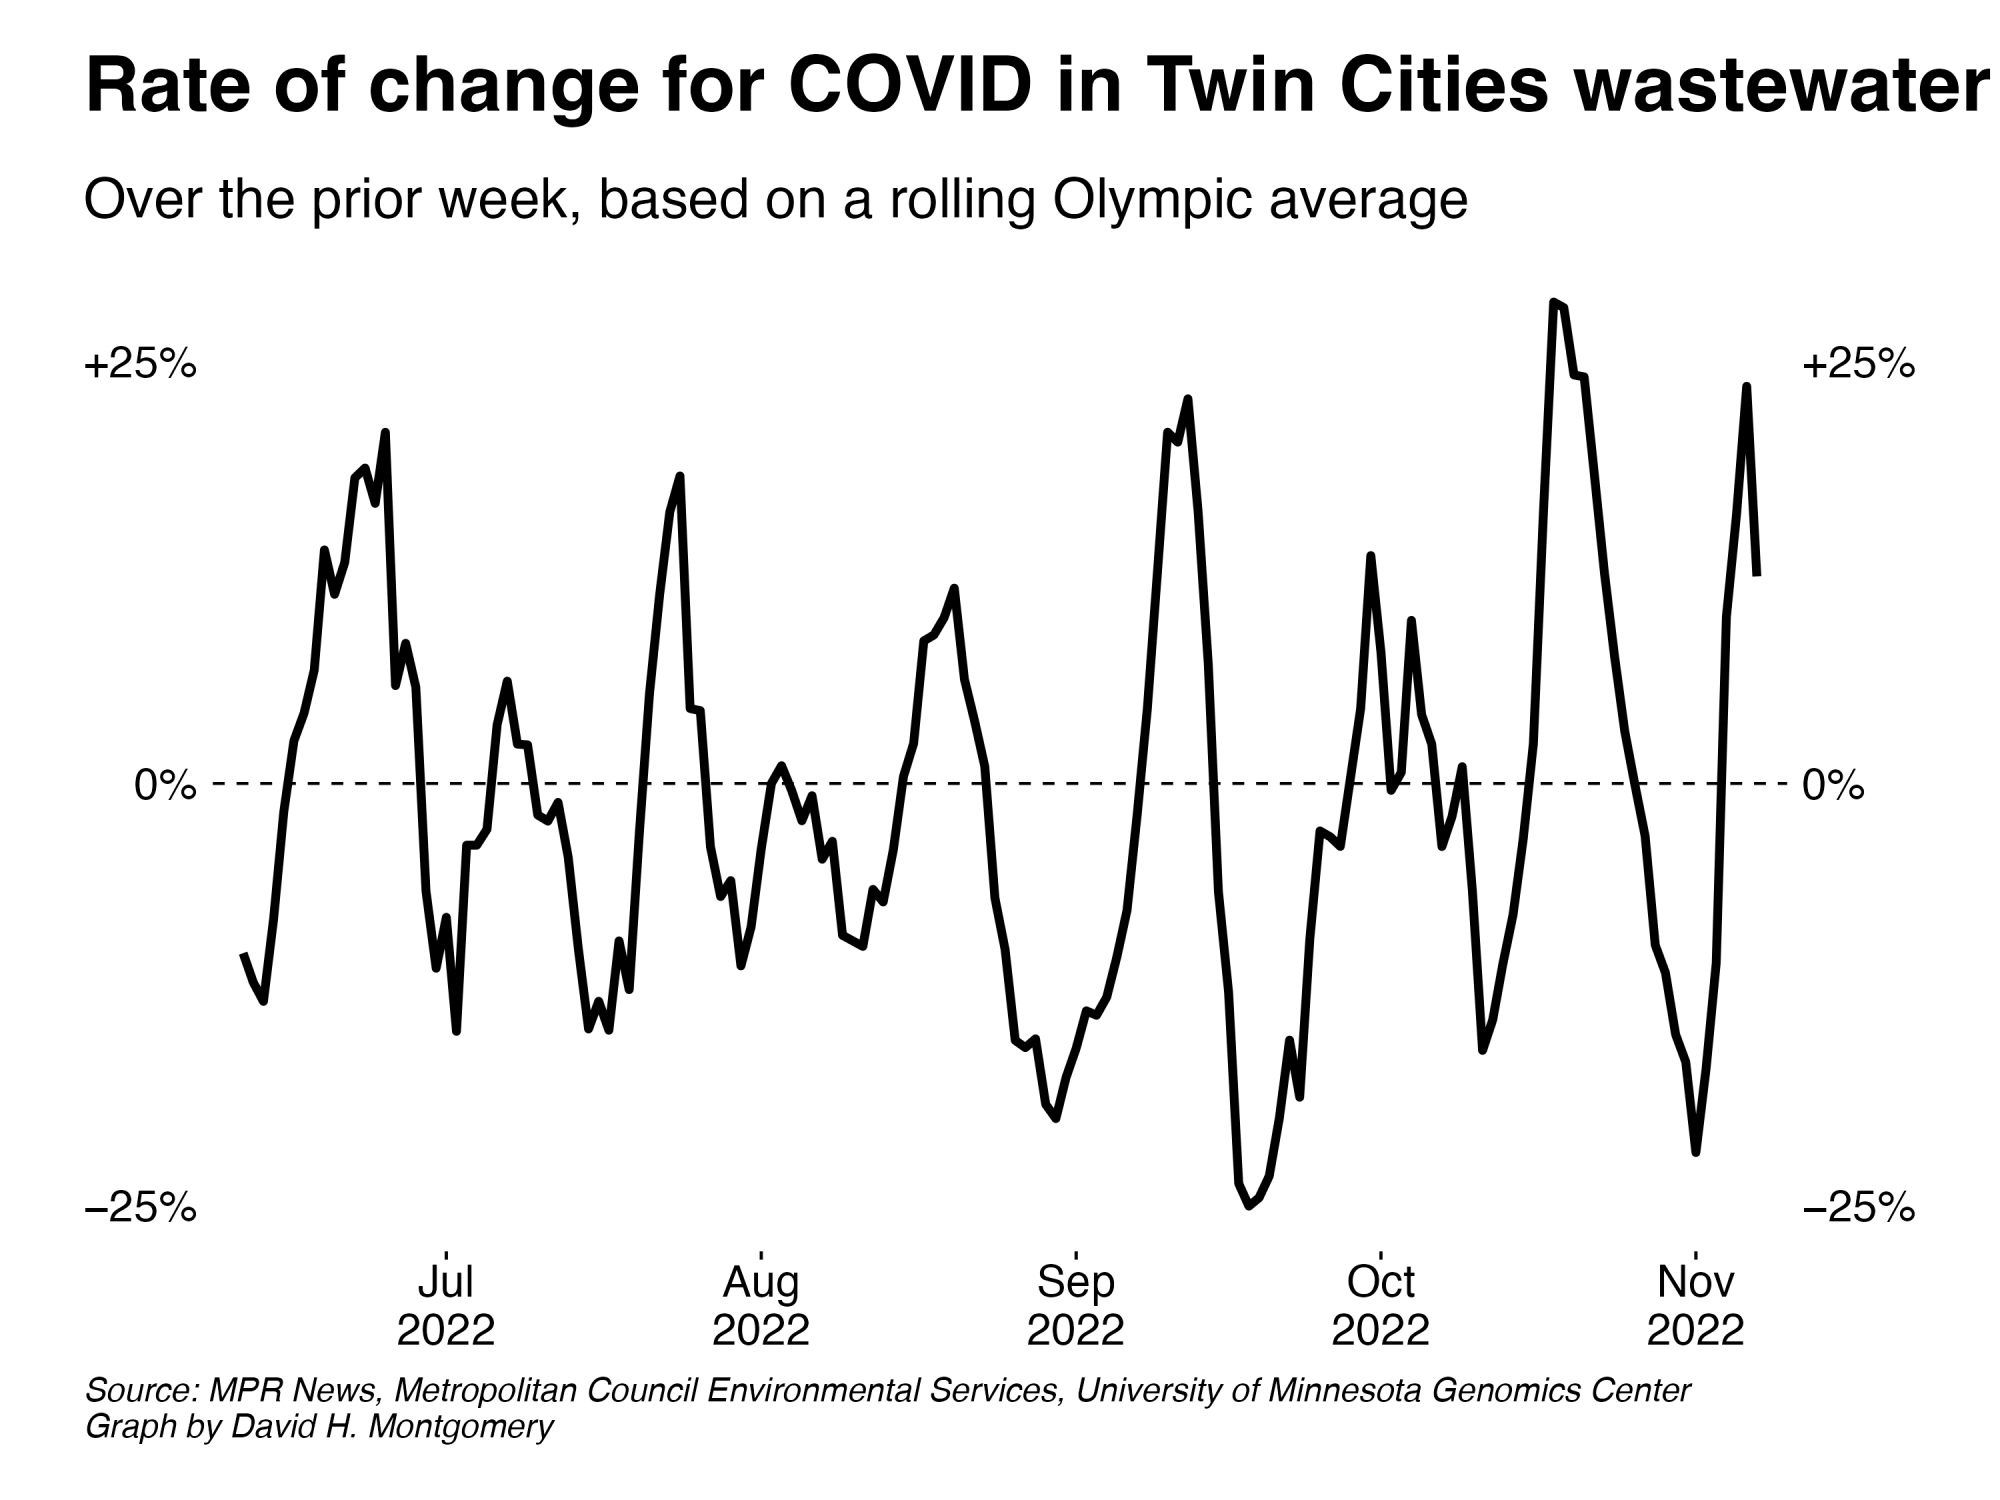 Rate of change for COVID in Twin Cities wastewater
Over the prior week, based on a rolling Olympic average
+25% +25%
0% 0%
−25% −25%
Jul Aug Sep Oct Nov
2022 2022 2022 2022 2022
Source: MPR News, Metropolitan Council Environmental Services, University of Minnesota Genomics Center
Graph by David H. Montgomery